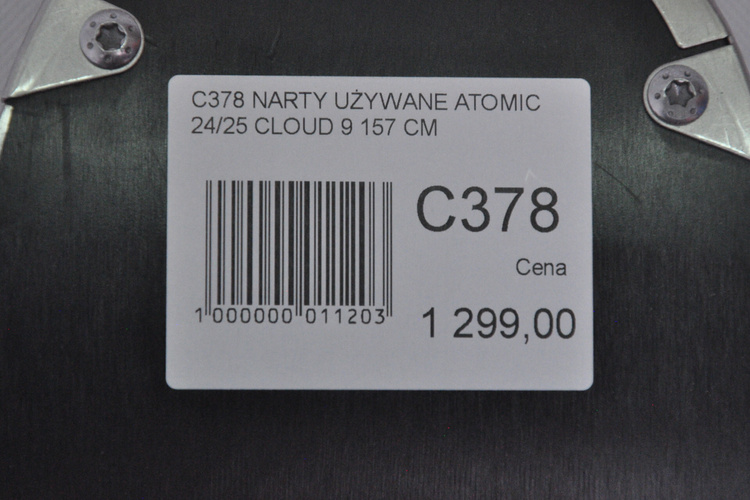 C378 NARTY UŻYWANE ATOMIC
24/25 CLOUD 9 157 CM
C378
Cena
1 299,00
1 000000 011203